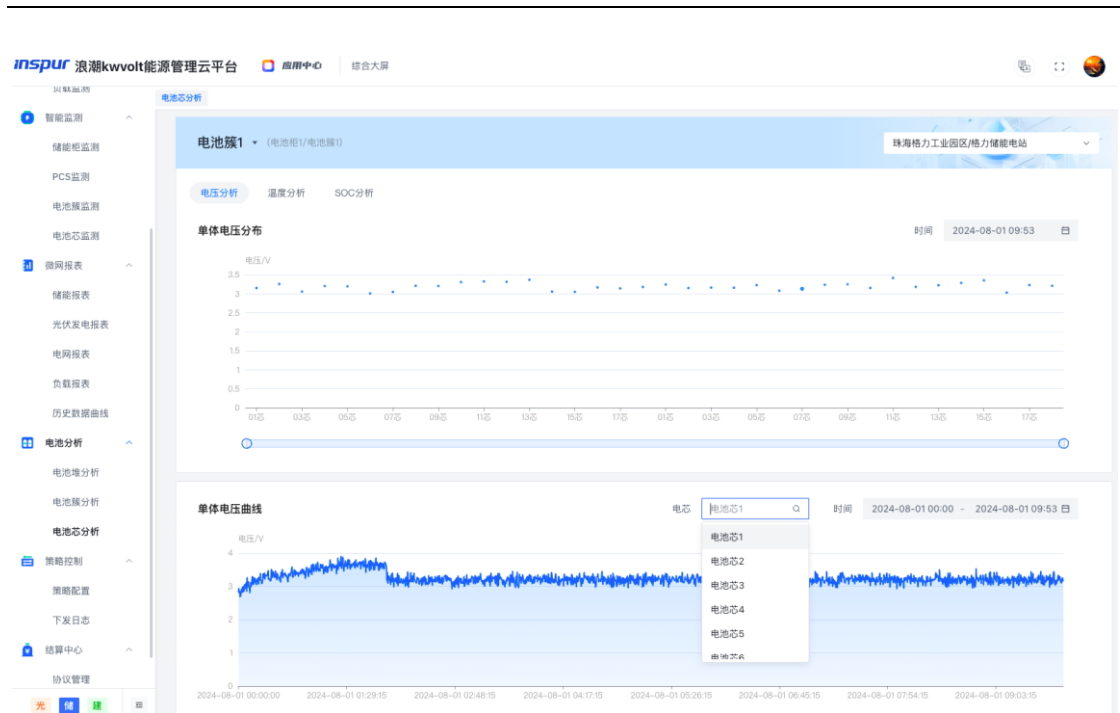 inspur 浪潮kwvolt能源管理云平台 应用中心 综合大屏
负载监测
智能监测
储能柜监测
PCS监测
电池簇监测
电池芯监测
微网报表
储能报表
光伏发电报表
电网报表
负载报表
历史数据曲线
电池分析
电池堆分析
电池簇分析
电池芯分析
策略控制
策略配置
下发日志
结算中心
协议管理
光 储 建
电池芯分析
电池簇1 (电池柜1/电池簇1) 珠海格力工业园区/格力储能电站
电压分析 温度分析 SOC分析
单体电压分布 时间 2024-08-01 09:53
电压/V
3.5
3
2.5
2
1.5
1
0.5
0
01芯 03芯 05芯 07芯 09芯 11芯 13芯 15芯 17芯 01芯 03芯 05芯 07芯 09芯 11芯 13芯 15芯 17芯
单体电压曲线 电芯 电池芯1 时间 2024-08-01 00:00 - 2024-08-01 09:53
电池芯1
电池芯2
电池芯3
电池芯4
电池芯5
电池芯6
电压/V
4
3
2
1
0
2024-08-01 00:00:00 2024-08-01 01:29:15 2024-08-01 02:48:15 2024-08-01 04:17:15 2024-08-01 05:26:15 2024-08-01 06:45:15 2024-08-01 07:54:15 2024-08-01 09:03:15